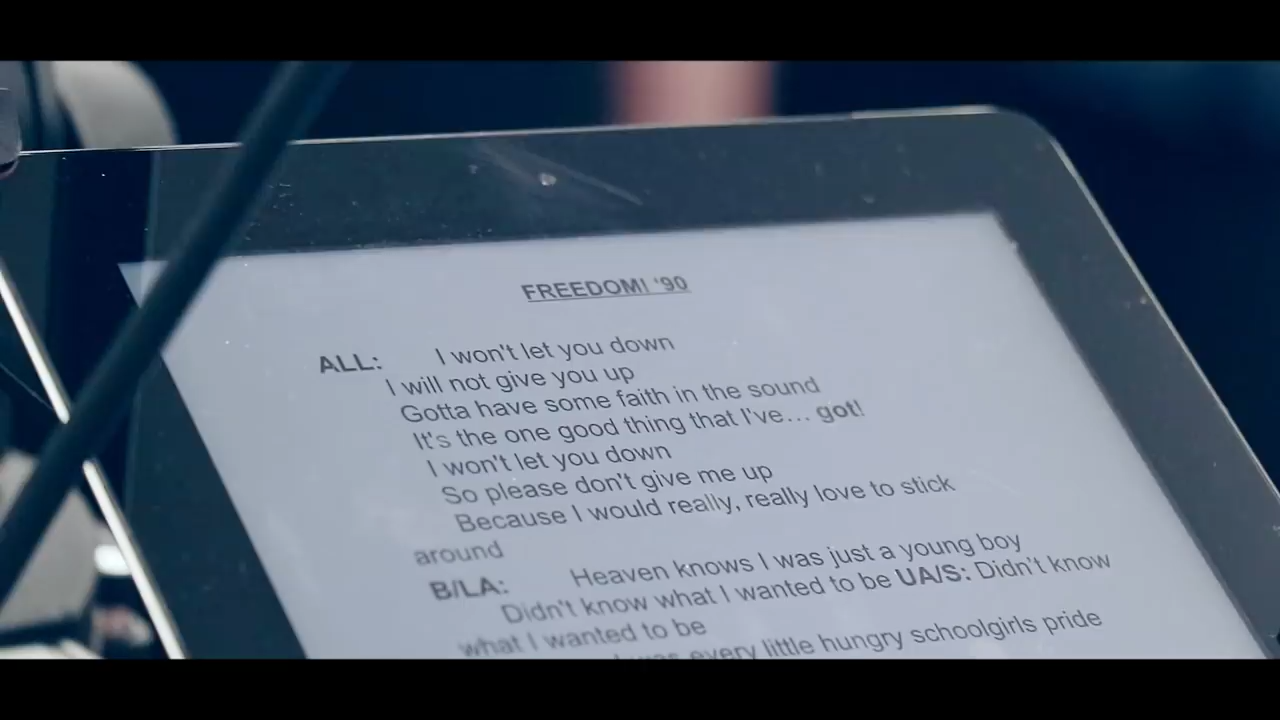 FREEDOM! '90
ALL: I won't let you down
I will not give you up
Gotta have some faith in the sound
It's the one good thing that I've... got!
I won't let you down
So please don't give me up
Because I would really, really love to stick
around
B/LA: Heaven knows I was just a young boy
Didn't know what I wanted to be UA/S: Didn't know
what I wanted to be
was every little hungry schoolgirls pride